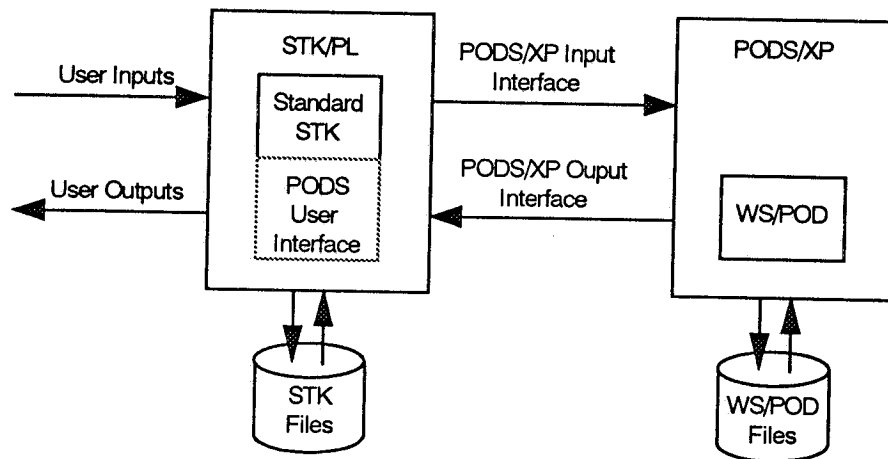 STK/PL
PODS/XP
User Inputs
PODS/XP Input
Interface
Standard
STK
User Outputs
PODS
User
Interface
PODS/XP Ouput
Interface
WS/POD
STK
Files
WS/POD
Files